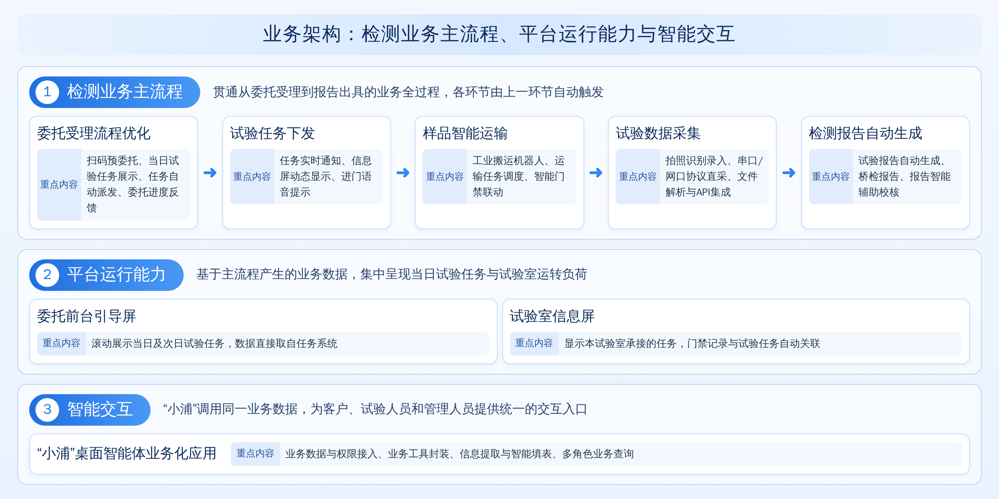 业务架构：检测业务主流程、平台运行能力与智能交互
1 检测业务主流程
贯通从委托受理到报告出具的业务全过程，各环节由上一环节自动触发
委托受理流程优化
重点内容
扫码预委托、当日试
验任务展示、任务自
动派发、委托进度反
馈
➜
试验任务下发
重点内容
任务实时通知、信息
屏动态显示、进门语
音提示
➜
样品智能运输
重点内容
工业搬运机器人、运
输任务调度、智能门
禁联动
➜
试验数据采集
重点内容
拍照识别录入、串口/
网口协议直采、文件
解析与API集成
➜
检测报告自动生成
重点内容
试验报告自动生成、
桥检报告、报告智能
辅助校核
2 平台运行能力
基于主流程产生的业务数据，集中呈现当日试验任务与试验室运转负荷
委托前台引导屏
重点内容
滚动展示当日及次日试验任务，数据直接取自任务系统
试验室信息屏
重点内容
显示本试验室承接的任务，门禁记录与试验任务自动关联
3 智能交互
“小浦”调用同一业务数据，为客户、试验人员和管理人员提供统一的交互入口
“小浦”桌面智能体业务化应用
重点内容
业务数据与权限接入、业务工具封装、信息提取与智能填表、多角色业务查询